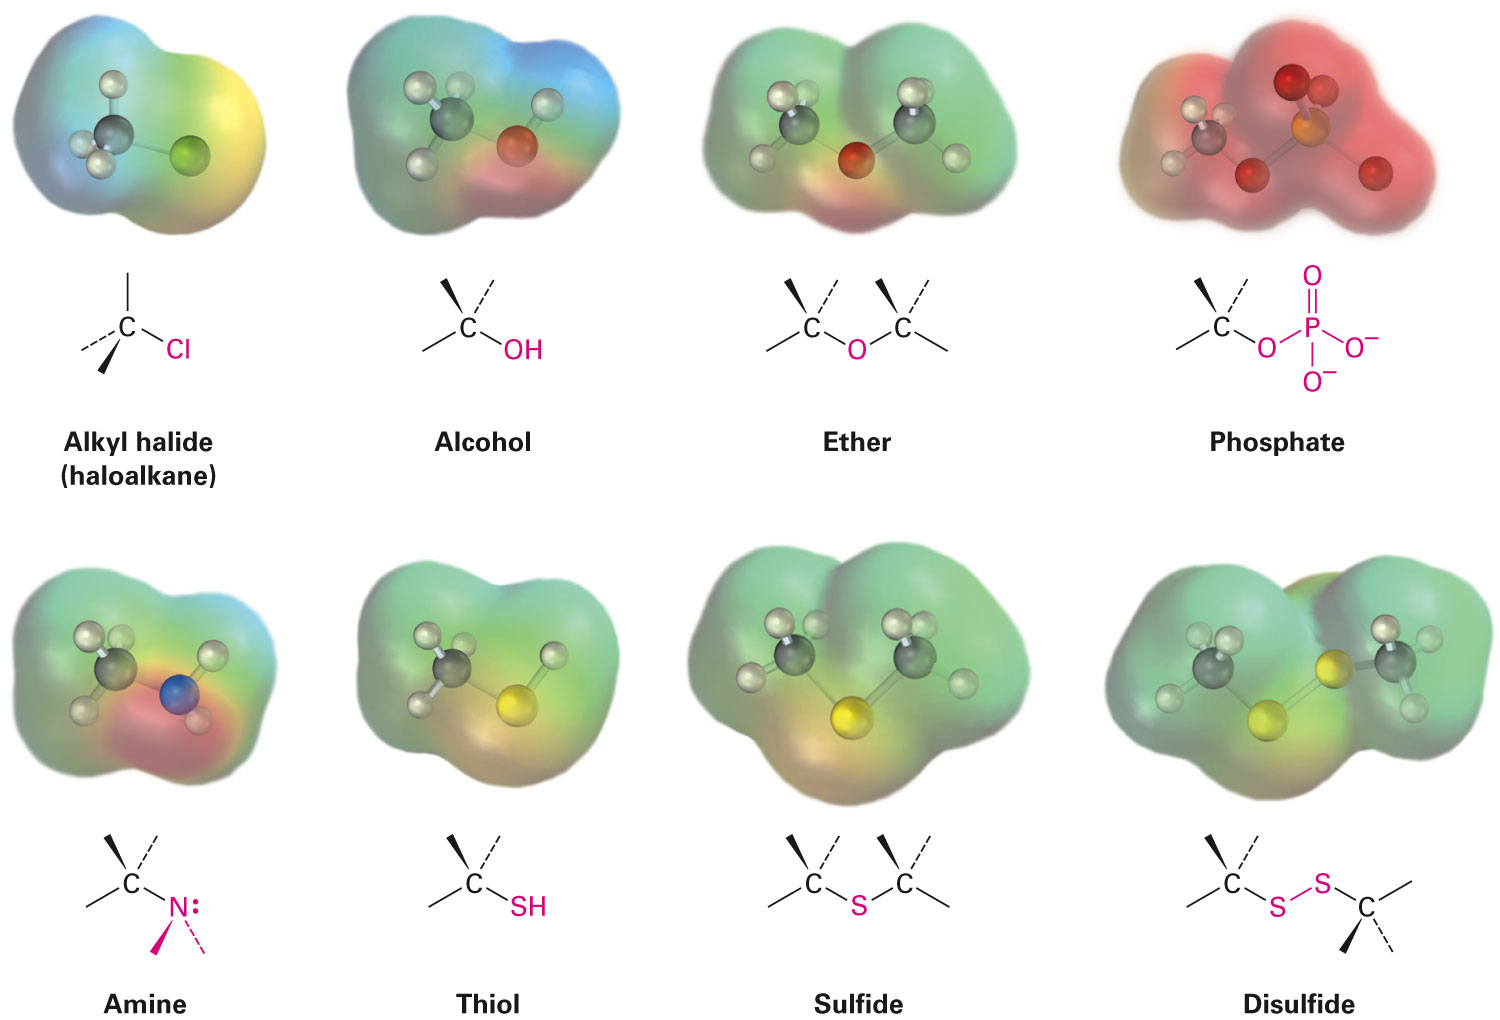 C
Cl
Alkyl halide
(haloalkane)
C
OH
Alcohol
C
C
O
Ether
O
C
P
O
O⁻
O⁻
Phosphate
C
N:
Amine
C
SH
Thiol
C
C
S
Sulfide
C
S
S
C
Disulfide